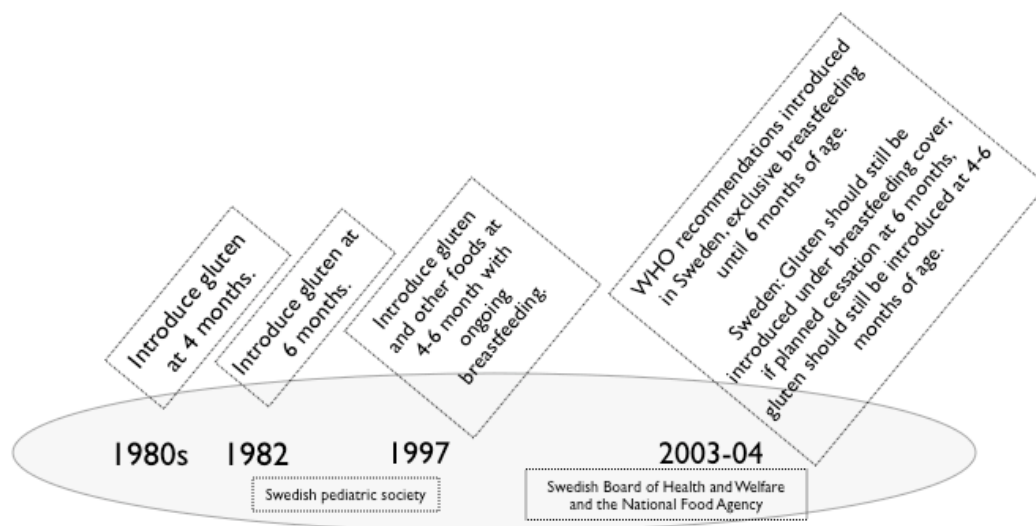 Introduce gluten
at 4 months.
Introduce gluten at
6 months.
Introduce gluten
and other foods at
4-6 month with
ongoing
breastfeeding.
WHO recommendations introduced
in Sweden, exclusive breastfeeding
until 6 months of age.
Sweden: Gluten should still be
introduced under breastfeeding cover,
if planned cessation at 6 months,
gluten should still be introduced at 4-6
months of age.
1980s
1982
1997
2003-04
Swedish pediatric society
Swedish Board of Health and Welfare
and the National Food Agency